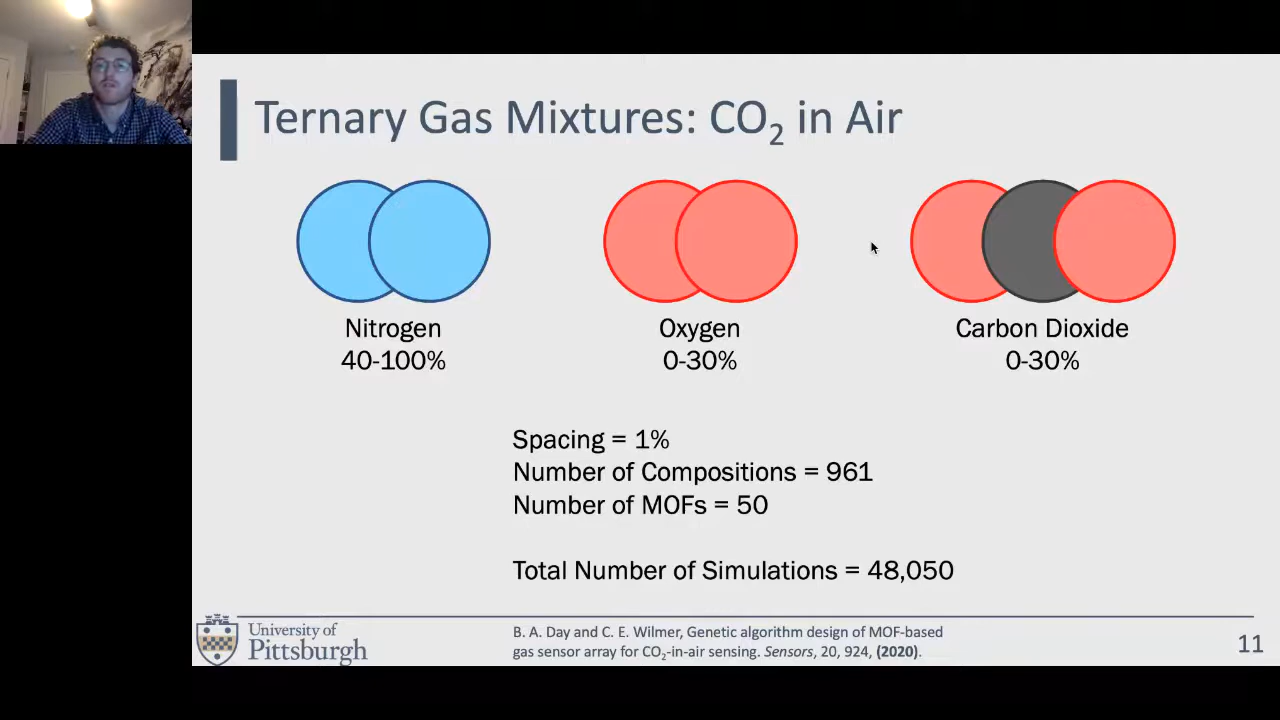 Ternary Gas Mixtures: CO₂ in Air
Nitrogen
40-100%
Oxygen
0-30%
Carbon Dioxide
0-30%
Spacing = 1%
Number of Compositions = 961
Number of MOFs = 50
Total Number of Simulations = 48,050
University of
Pittsburgh
B. A. Day and C. E. Wilmer, Genetic algorithm design of MOF-based
gas sensor array for CO₂-in-air sensing. Sensors, 20, 924, (2020).
11